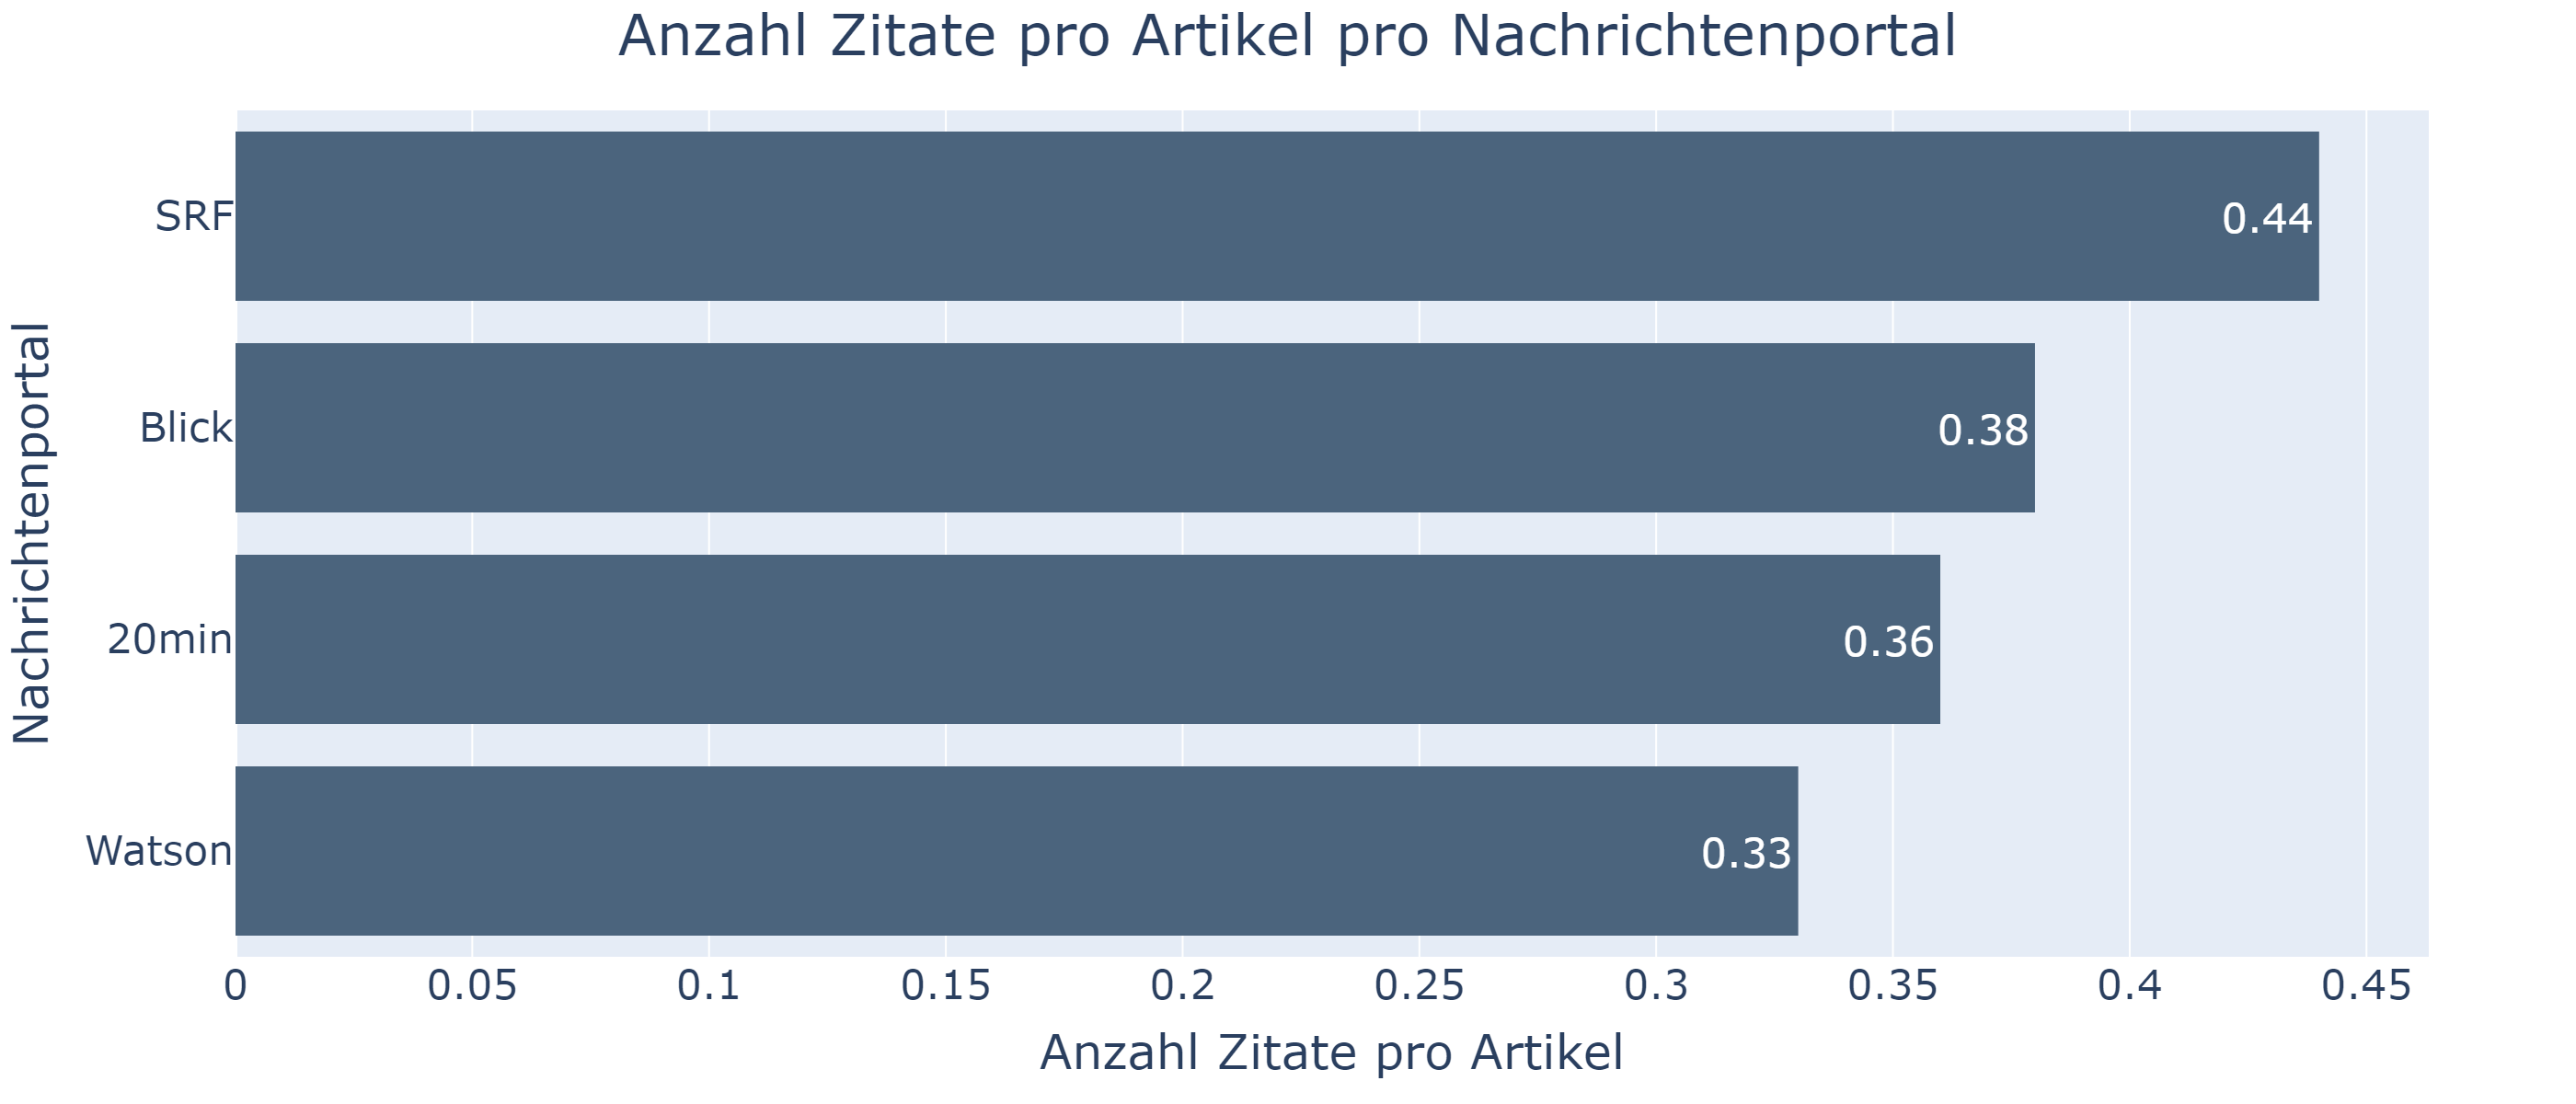 Anzahl Zitate pro Artikel pro Nachrichtenportal
Nachrichtenportal
SRF
0.44
Blick
0.38
20min
0.36
Watson
0.33
0 0.05 0.1 0.15 0.2 0.25 0.3 0.35 0.4 0.45
Anzahl Zitate pro Artikel